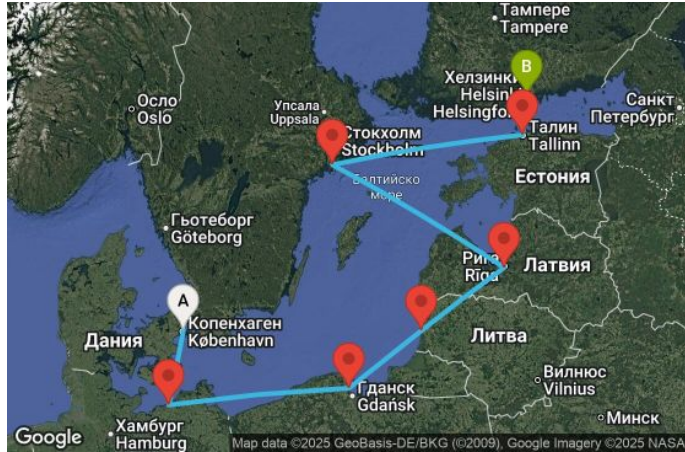 Тампере
Tampere
B
Хелзинки
Helsinki
Helsingfo
Осло
Oslo
Упсала
Uppsala
Санкт
Петербург
Стокхолм
Stockholm
Талин
Tallinn
Балтийско
море
Естония
Гьотеборг
Göteborg
Рига
Rīga
Латвия
A
Копенхаген
København
Дания
Литва
Вилнюс
Vilnius
Гданск
Gdańsk
Минск
Хамбург
Hamburg
Google
Map data ©2025 GeoBasis-DE/BKG (©2009), Google Imagery ©2025 NASA